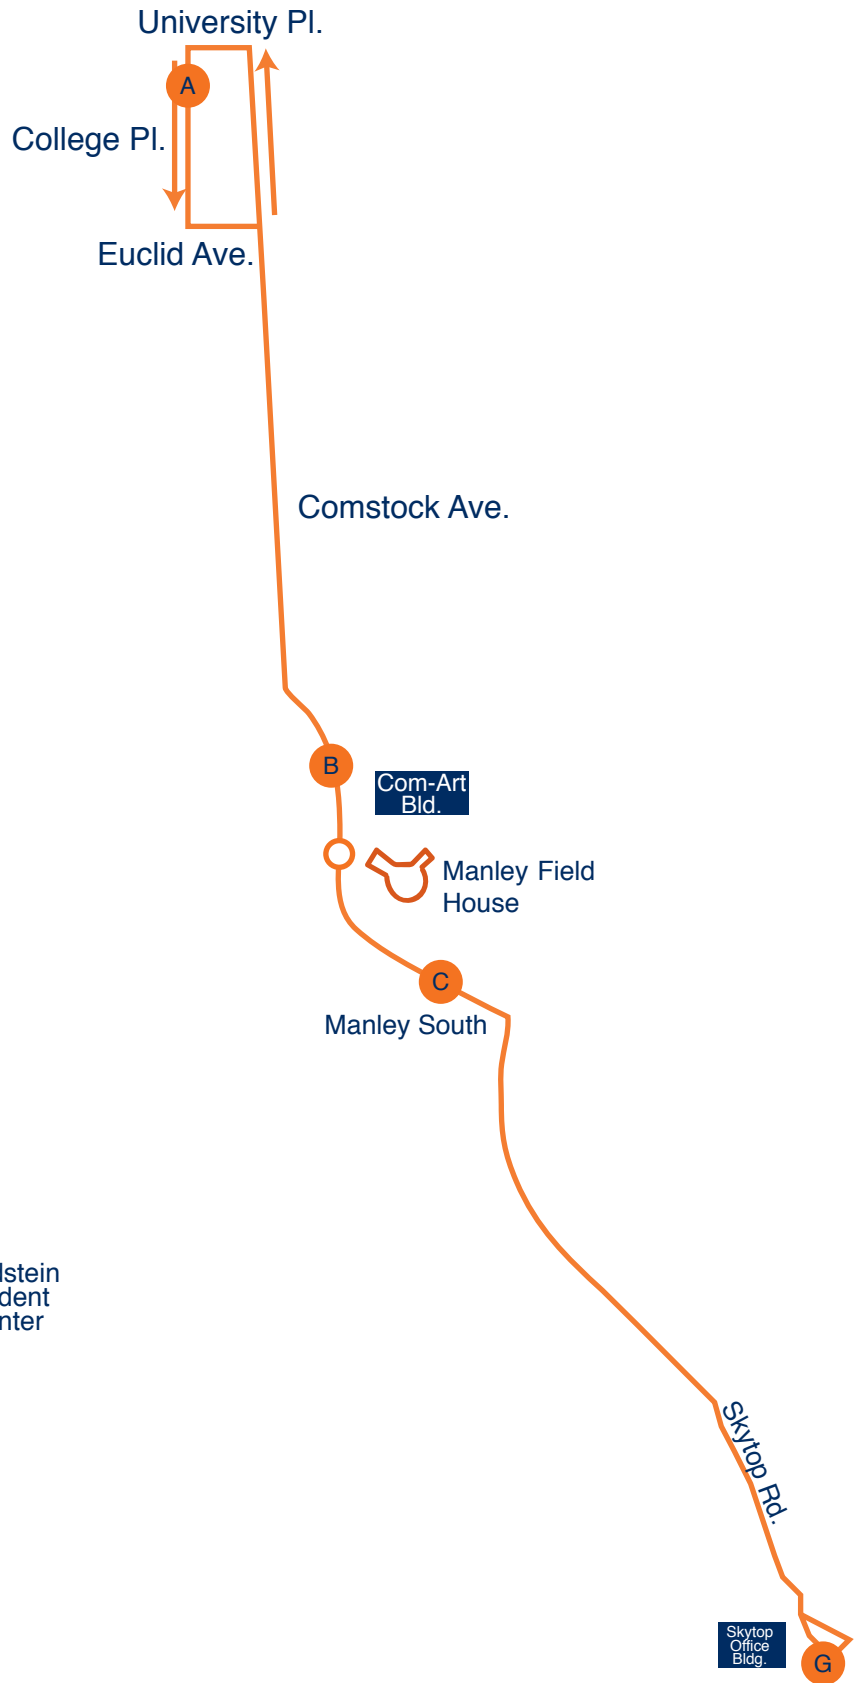 University Pl.
A
College Pl.
Euclid Ave.
Comstock Ave.
B
Com-Art
Bld.
Manley Field
House
C
Manley South
lstein
dent
nter
Skytop Rd.
Skytop
Office
Bldg.
G